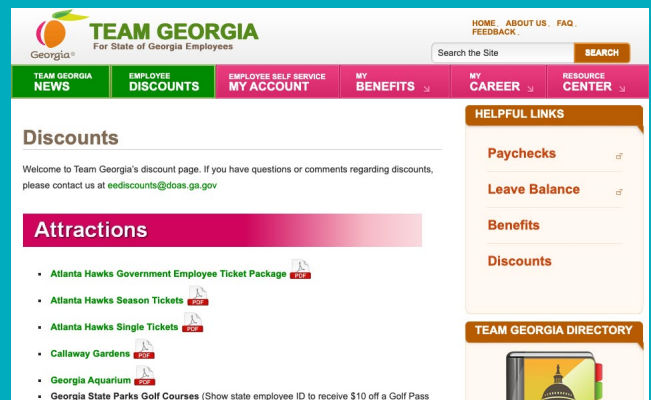 Georgia®
TEAM GEORGIA
For State of Georgia Employees
HOME ABOUT US FAQ
FEEDBACK
Search the Site
SEARCH
TEAM GEORGIA
NEWS
EMPLOYEE
DISCOUNTS
EMPLOYEE SELF SERVICE
MY ACCOUNT
MY
BENEFITS
MY
CAREER
RESOURCE
CENTER
Discounts
Welcome to Team Georgia's discount page. If you have questions or comments regarding discounts,
please contact us at eediscounts@doas.ga.gov
Attractions
Atlanta Hawks Government Employee Ticket Package PDF
Atlanta Hawks Season Tickets PDF
Atlanta Hawks Single Tickets PDF
Callaway Gardens PDF
Georgia Aquarium PDF
Georgia State Parks Golf Courses (Show state employee ID to receive $10 off a Golf Pass
HELPFUL LINKS
Paychecks
Leave Balance
Benefits
Discounts
TEAM GEORGIA DIRECTORY